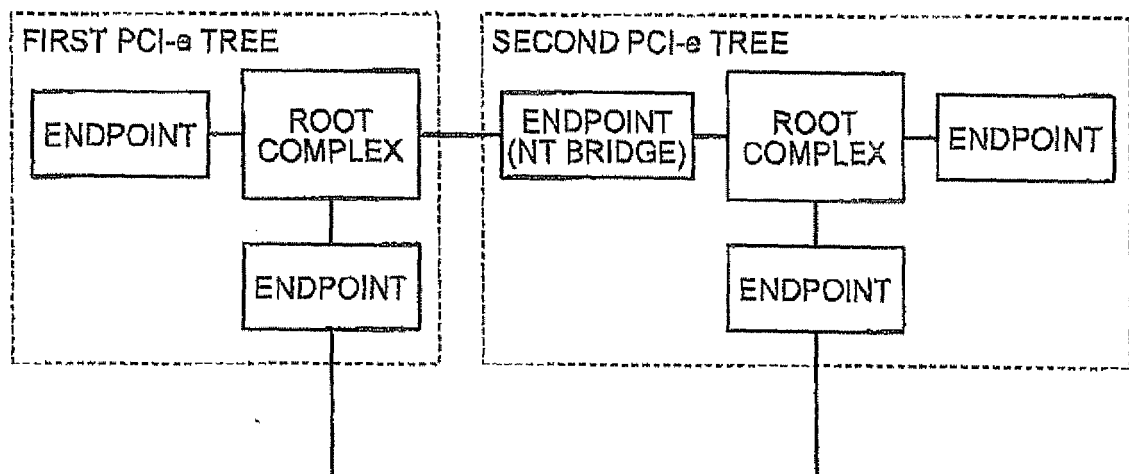 FIRST PCI-e TREE
ENDPOINT
ROOT
COMPLEX
ENDPOINT
SECOND PCI-e TREE
ENDPOINT
(NT BRIDGE)
ROOT
COMPLEX
ENDPOINT
ENDPOINT